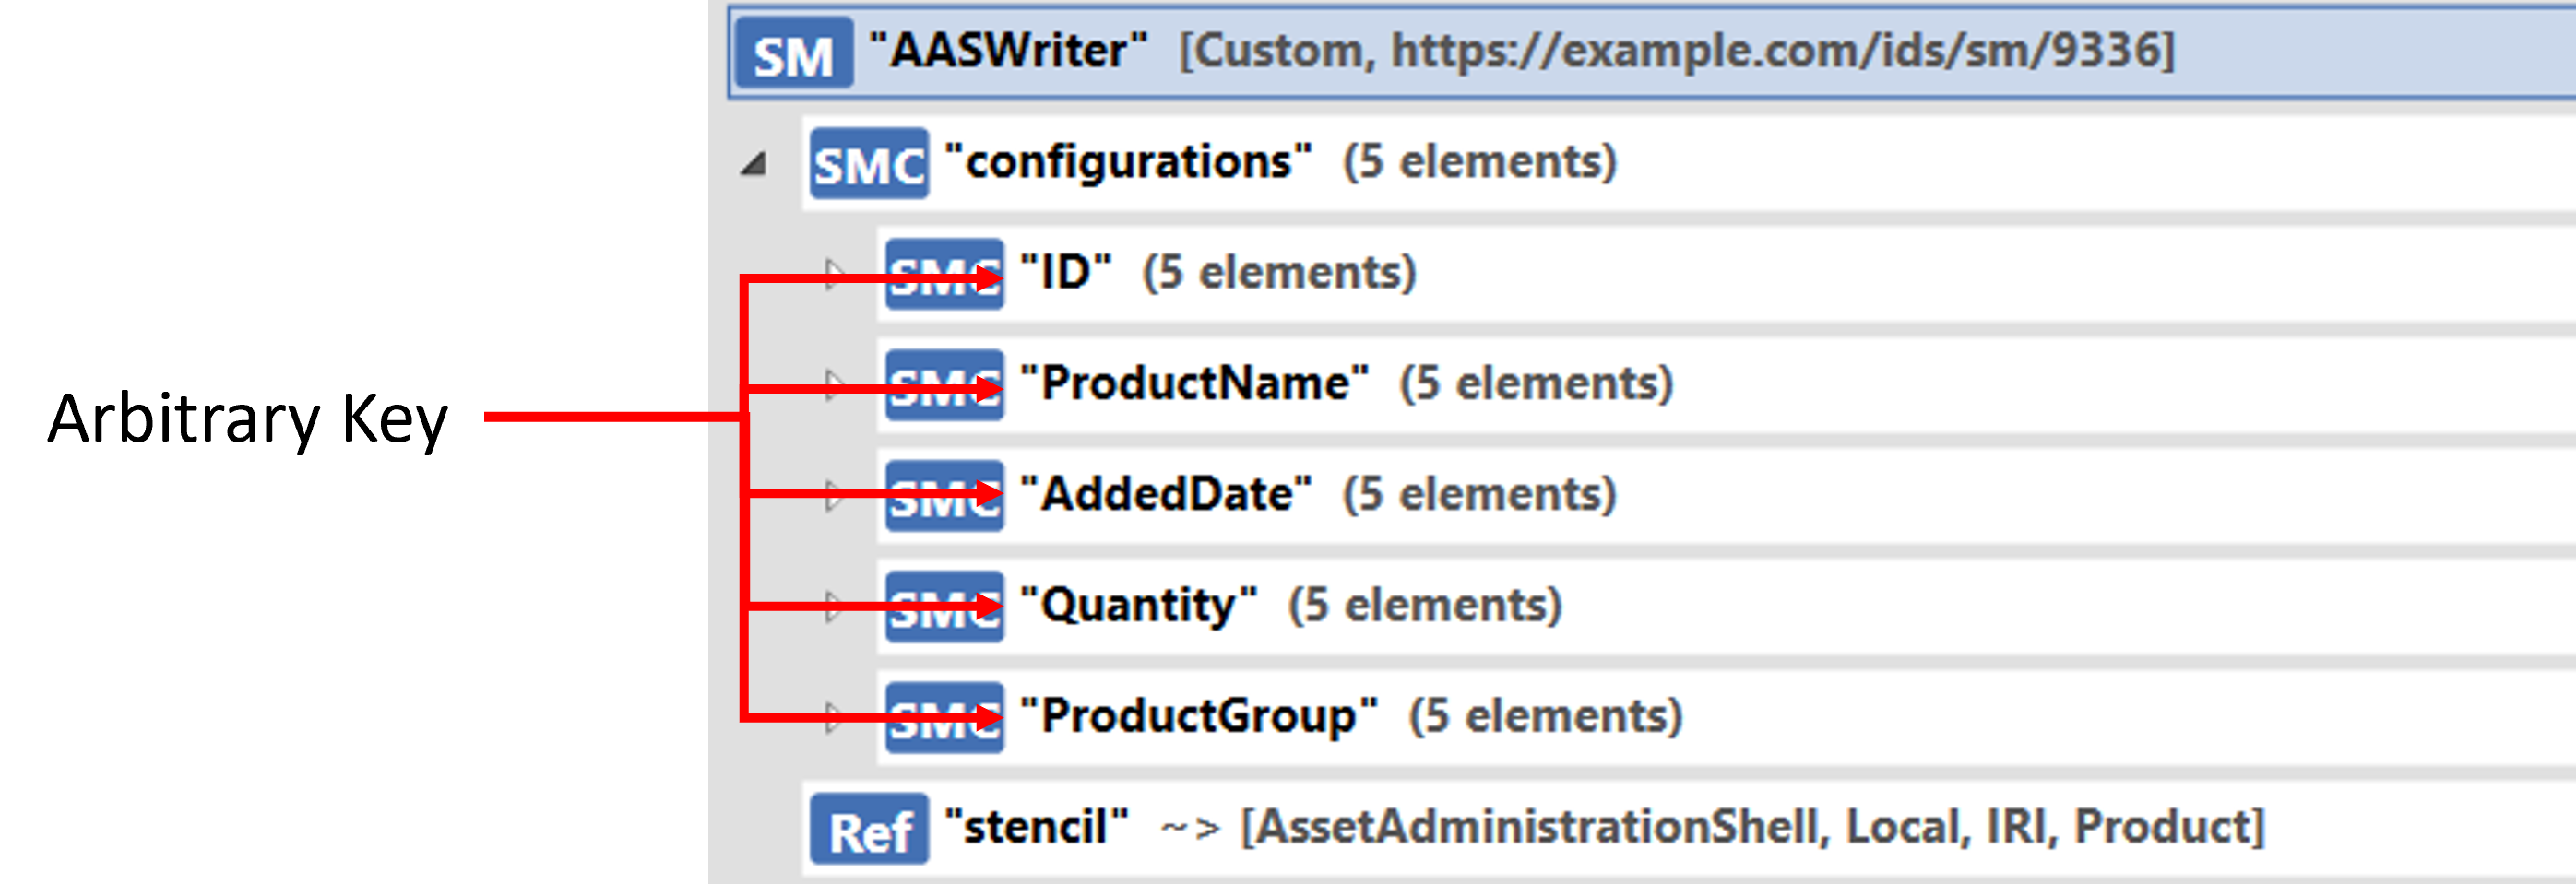 SM "AASWriter" [Custom, https://example.com/ids/sm/9336]
SMC "configurations" (5 elements)
SMC "ID" (5 elements)
SMC "ProductName" (5 elements)
Arbitrary Key
SMC "AddedDate" (5 elements)
SMC "Quantity" (5 elements)
SMC "ProductGroup" (5 elements)
Ref "stencil" ~> [AssetAdministrationShell, Local, IRI, Product]